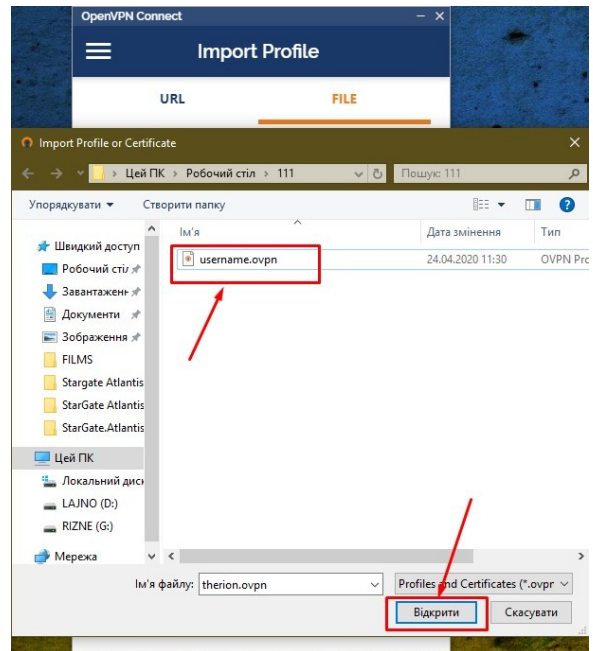 OpenVPN Connect
Import Profile
URL FILE
Import Profile or Certificate
Цей ПК > Робочий стіл > 111
Пошук: 111
Упорядкувати
Створити папку
Ім'я Дата змінення Тип
username.ovpn 24.04.2020 11:30 OVPN Pro
Швидкий доступ
Робочий стіл
Завантажен
Документи
Зображення
FILMS
Stargate Atlantis
StarGate Atlantis
StarGate.Atlantis
Цей ПК
Локальний диск
LAJNO (D:)
RIZNE (G:)
Мережа
Ім'я файлу: therion.ovpn
Profiles and Certificates (*.ovpr
Відкрити Скасувати